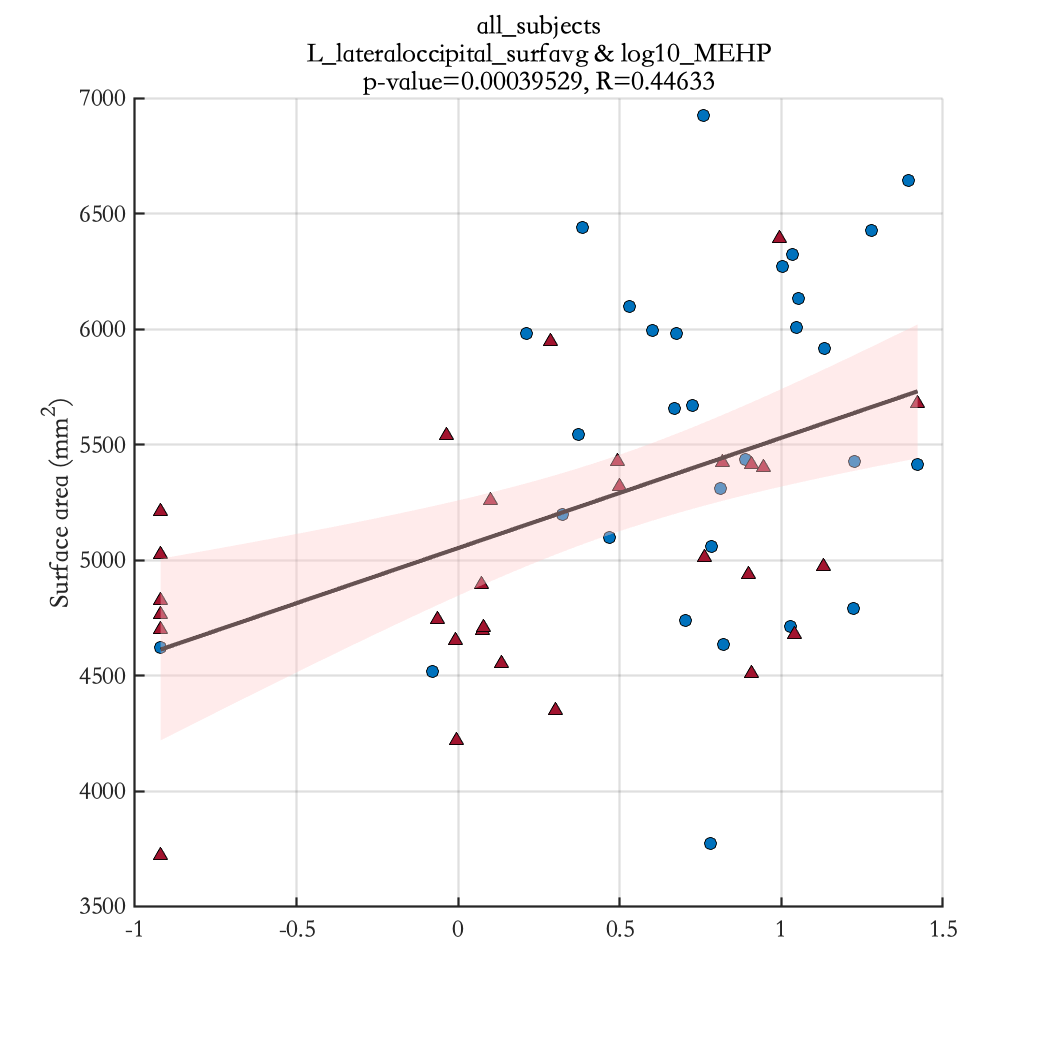 all_subjects
L_lateraloccipital_surfavg & log10_MEHP
p-value=0.00039529, R=0.44633
7000
6500
6000
5500
5000
4500
4000
3500
Surface area (mm²)
-1 -0.5 0 0.5 1 1.5